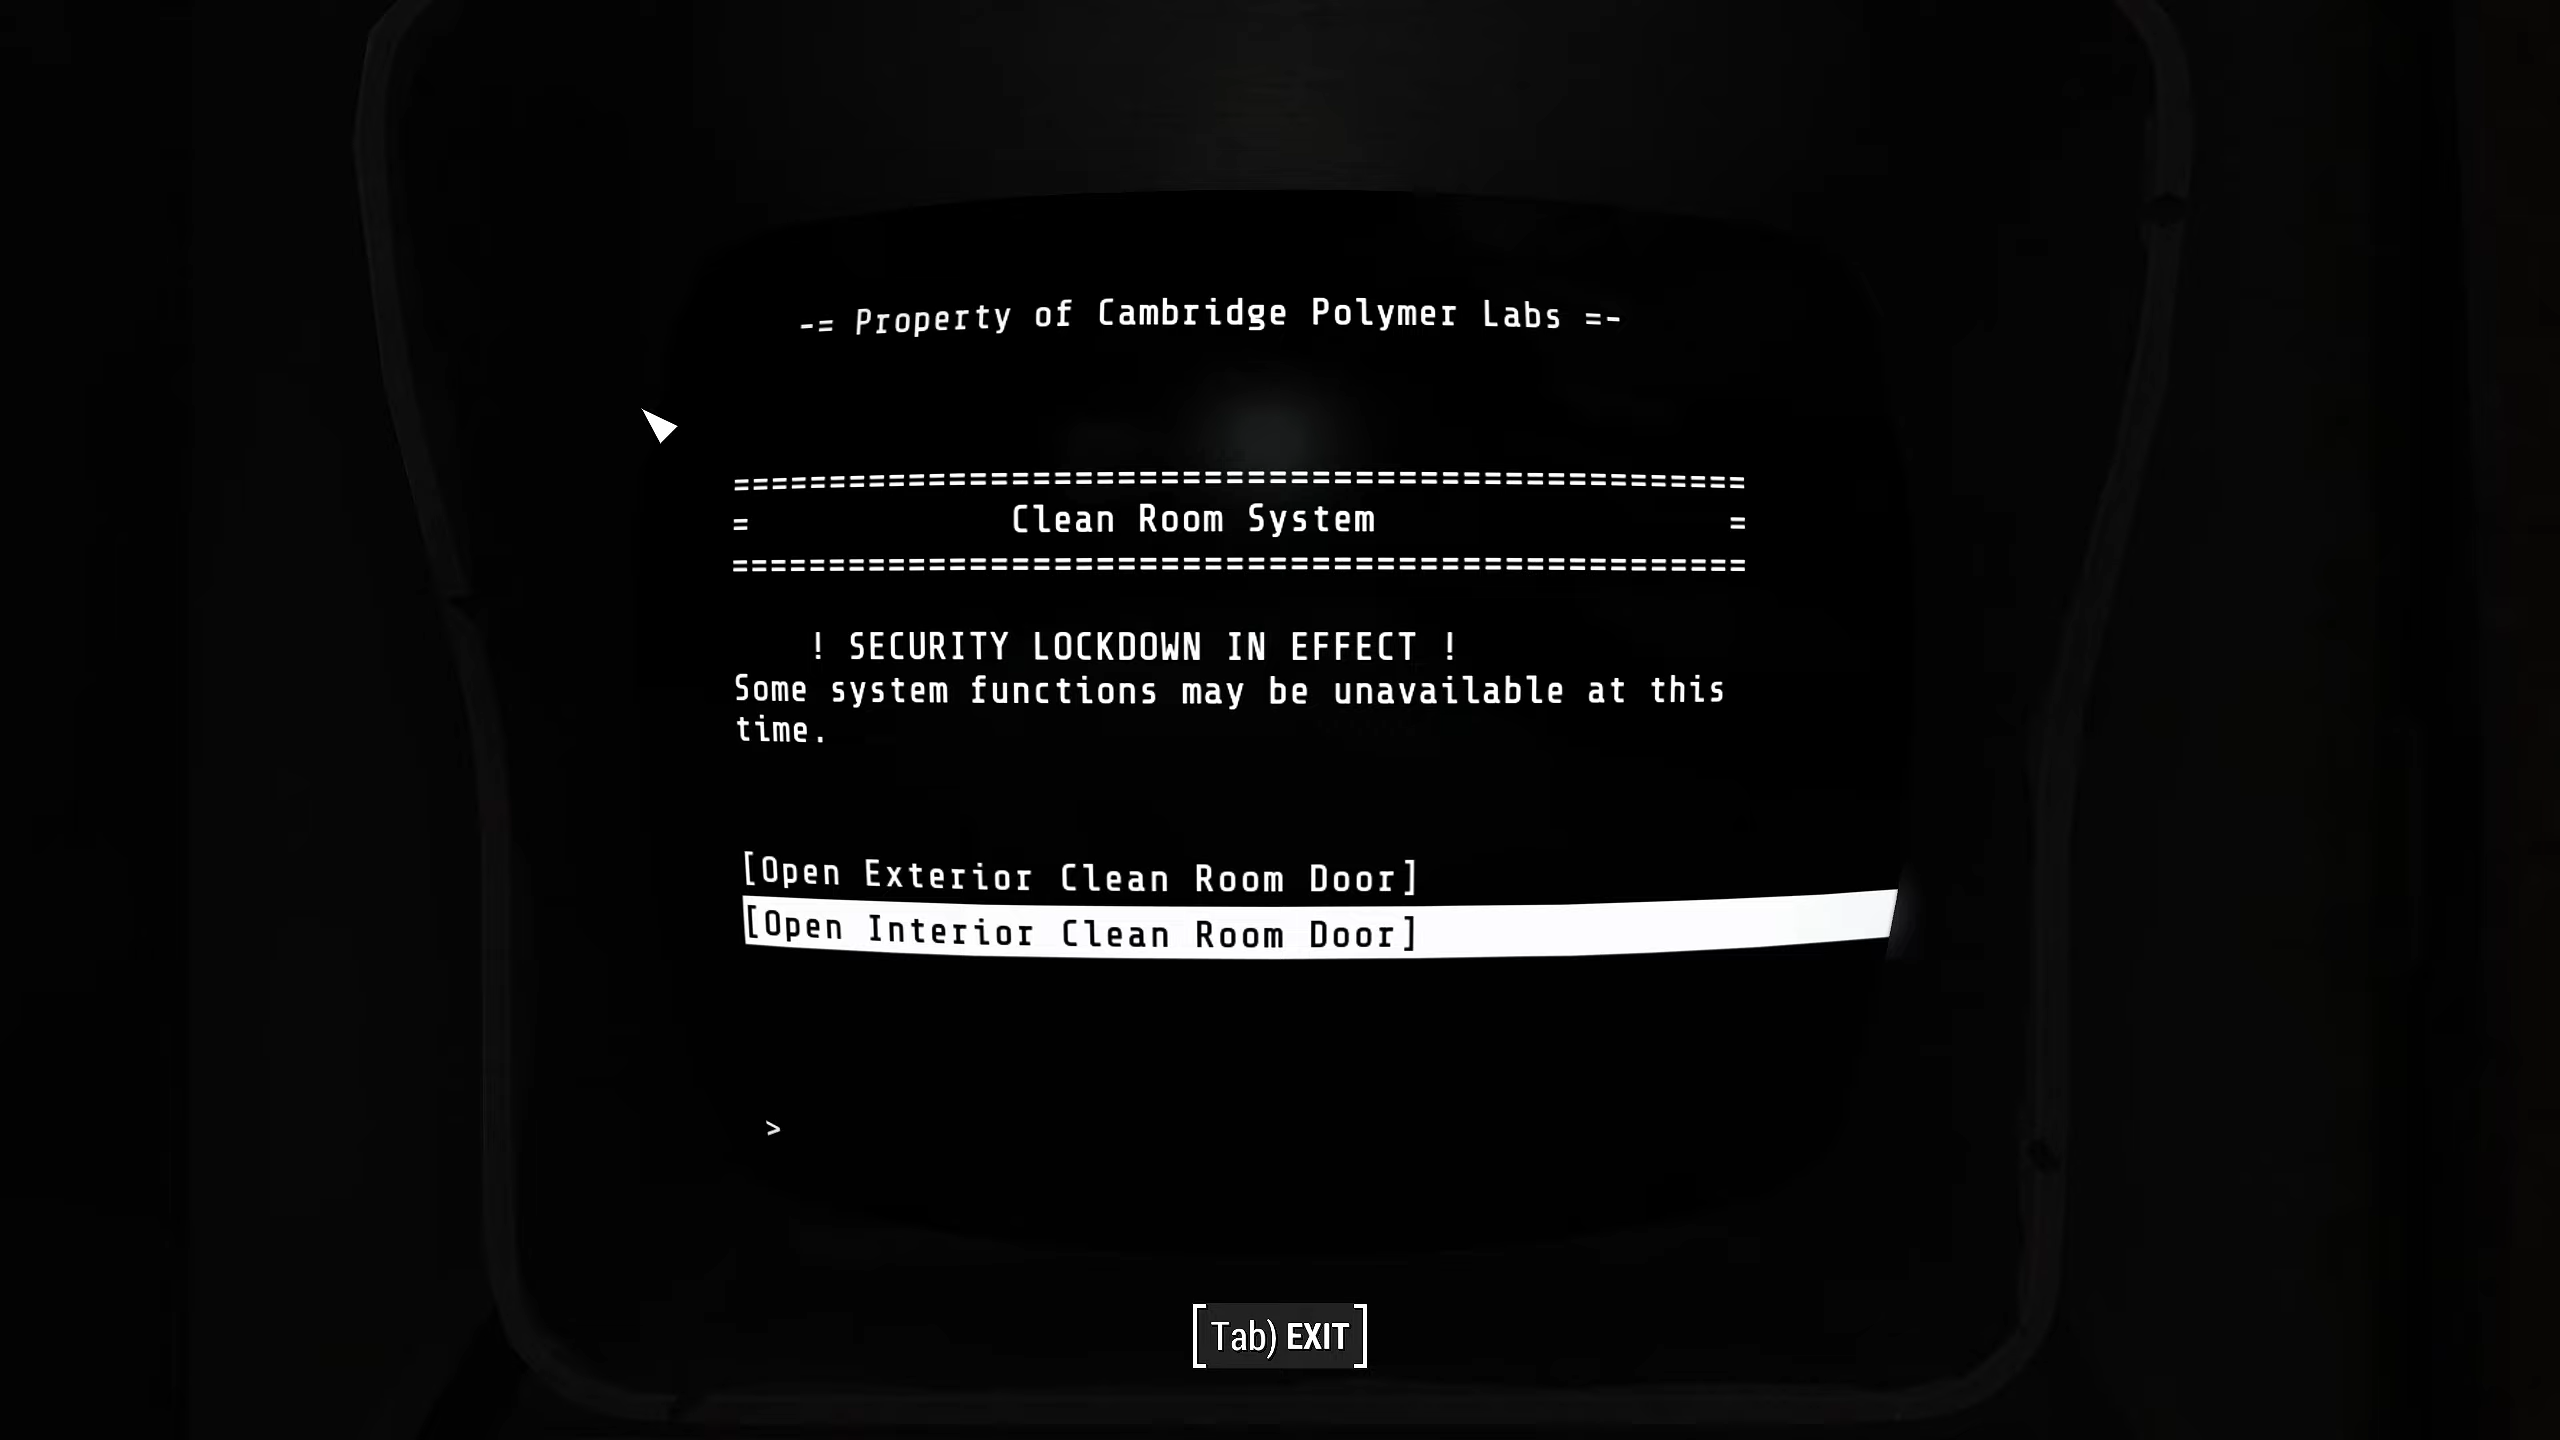 -= Property of Cambridge Polymer Labs =-
==================================================
= Clean Room System =
==================================================
! SECURITY LOCKDOWN IN EFFECT !
Some system functions may be unavailable at this
time.
[Open Exterior Clean Room Door]
[Open Interior Clean Room Door]
>
[Tab) EXIT]